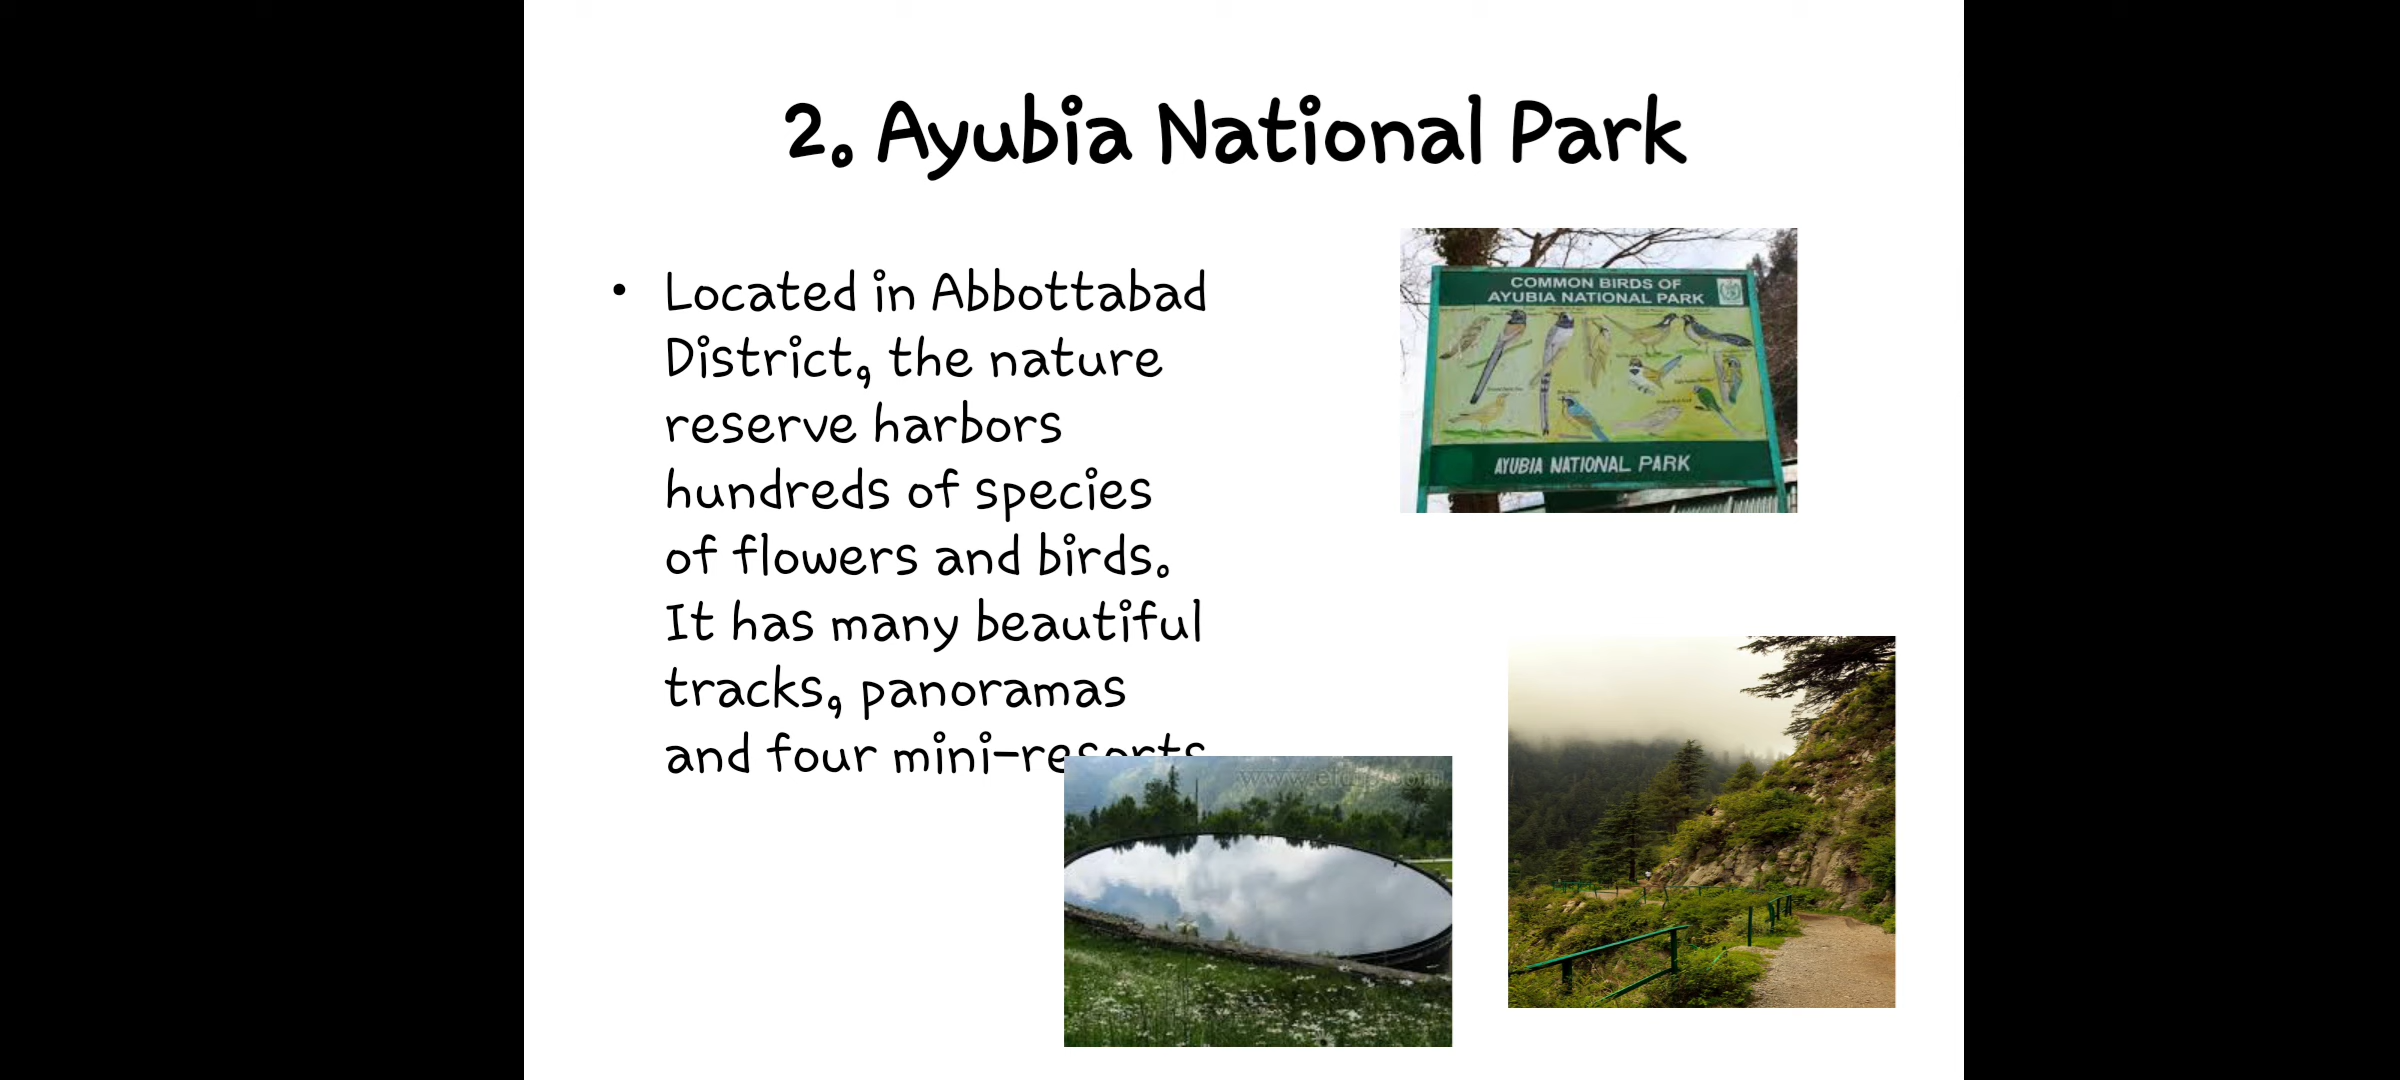 2. Ayubia National Park
• Located in Abbottabad
District, the nature
reserve harbors
hundreds of species
of flowers and birds.
It has many beautiful
tracks, panoramas
and four mini-resorts
COMMON BIRDS OF
AYUBIA NATIONAL PARK
AYUBIA NATIONAL PARK